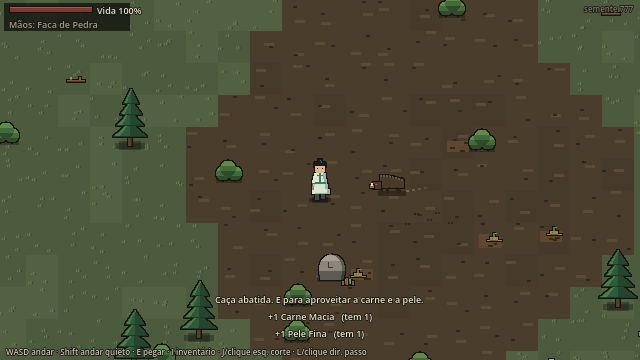 Vida 100%
semente 777
Mãos: Faca de Pedra
L
Caça abatida. E para aproveitar a carne e a pele.
+1 Carne Macia (tem 1)
+1 Pele Fina (tem 1)
WASD andar · Shift andar quieto · E pegar · I inventario · J/clique esq. corte · L/clique dir. passo